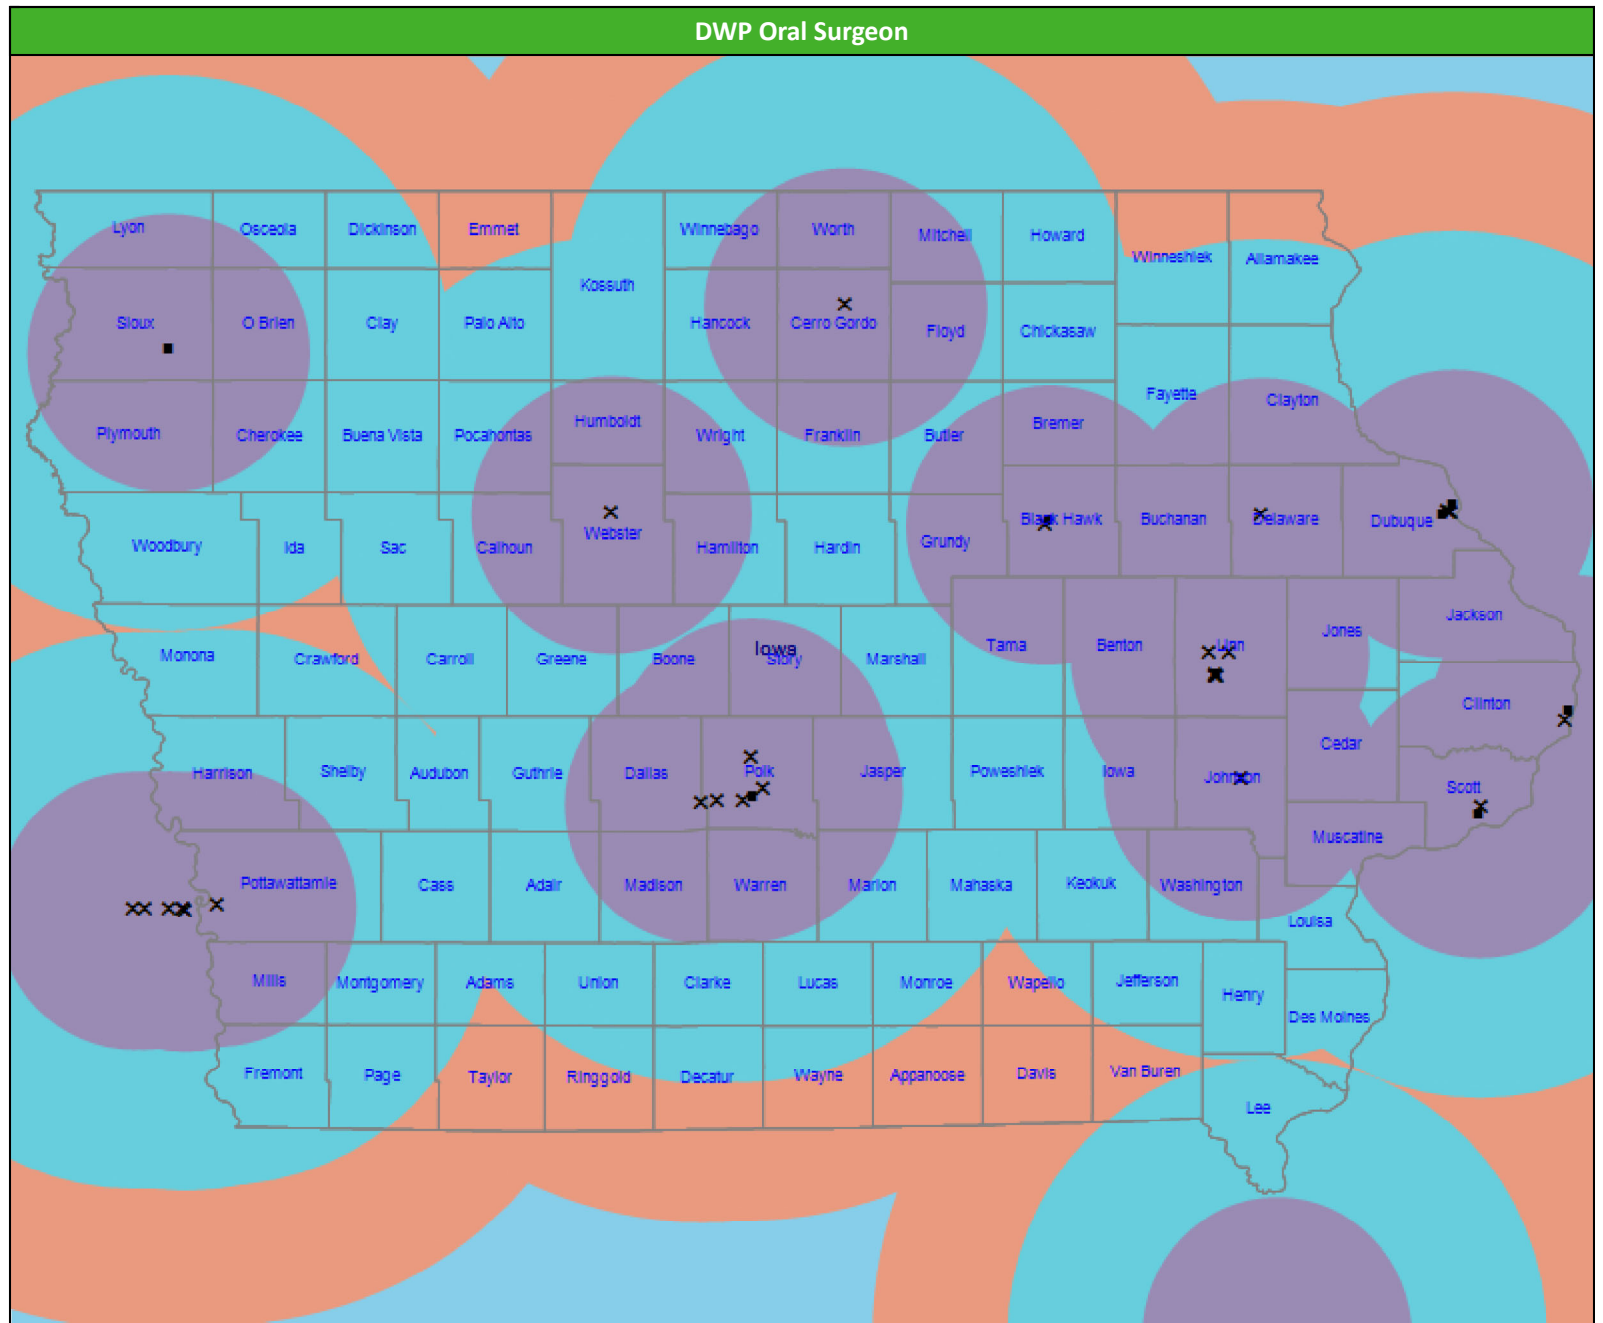 DWP Oral Surgeon
Lyon
Osceola
Dickinson
Emmet
Winnebago
Worth
Mitchell
Howard
Winneshiek
Allamakee
Kossuth
Sioux
O Brien
Clay
Palo Alto
Hancock
Cerro Gordo
Floyd
Chickasaw
Fayette
Clayton
Plymouth
Cherokee
Buena Vista
Pocahontas
Humboldt
Wright
Franklin
Butler
Bremer
Woodbury
Ida
Sac
Calhoun
Webster
Hamilton
Hardin
Grundy
Black Hawk
Buchanan
Delaware
Dubuque
Jackson
Monona
Crawford
Carroll
Greene
Boone
Iowa
Story
Marshall
Tama
Benton
Linn
Jones
Clinton
Cedar
Harrison
Shelby
Audubon
Guthrie
Dallas
Polk
Jasper
Poweshiek
Iowa
Johnson
Scott
Muscatine
Pottawattamie
Cass
Adair
Madison
Warren
Marion
Mahaska
Keokuk
Washington
Louisa
Mills
Montgomery
Adams
Union
Clarke
Lucas
Monroe
Wapello
Jefferson
Henry
Des Moines
Fremont
Page
Taylor
Ringgold
Decatur
Wayne
Appanoose
Davis
Van Buren
Lee